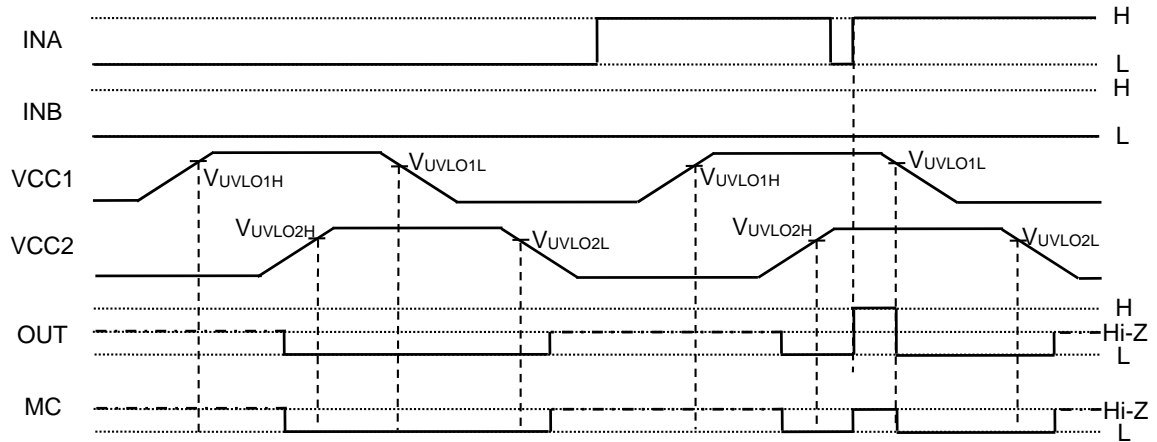 H
INA
L
H
INB
L
VCC1
VUVLO1H
VUVLO1L
VUVLO1H
VUVLO1L
VCC2
VUVLO2H
VUVLO2L
VUVLO2H
VUVLO2L
H
OUT
Hi-Z
L
MC
Hi-Z
L